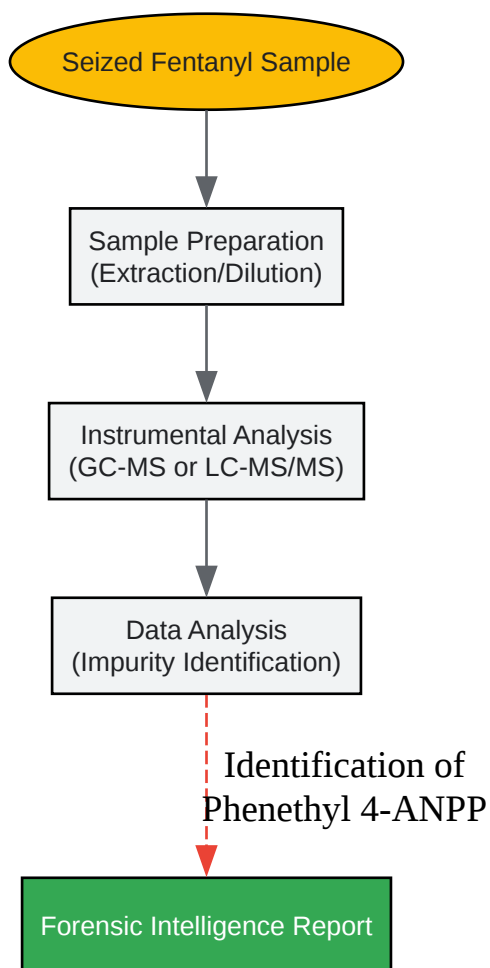 Seized Fentanyl Sample
Sample Preparation
(Extraction/Dilution)
Instrumental Analysis
(GC-MS or LC-MS/MS)
Data Analysis
(Impurity Identification)
Identification of
Phenethyl 4-ANPP
Forensic Intelligence Report